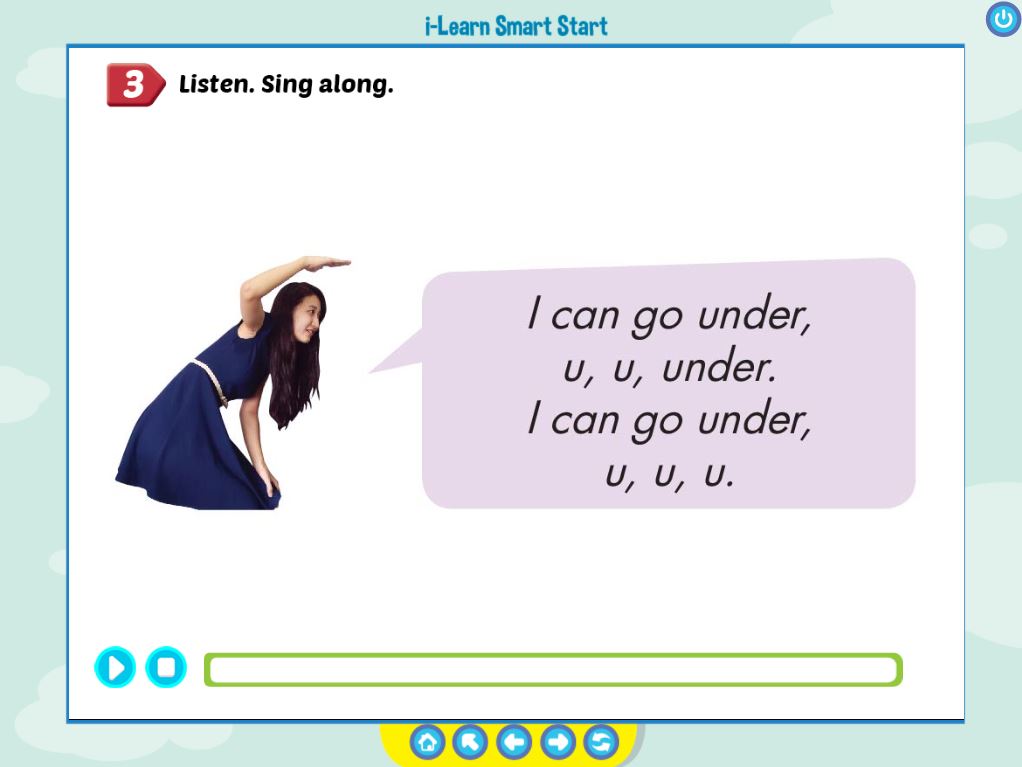 i-Learn Smart Start
3 Listen. Sing along.
I can go under,
u, u, under.
I can go under,
u, u, u.